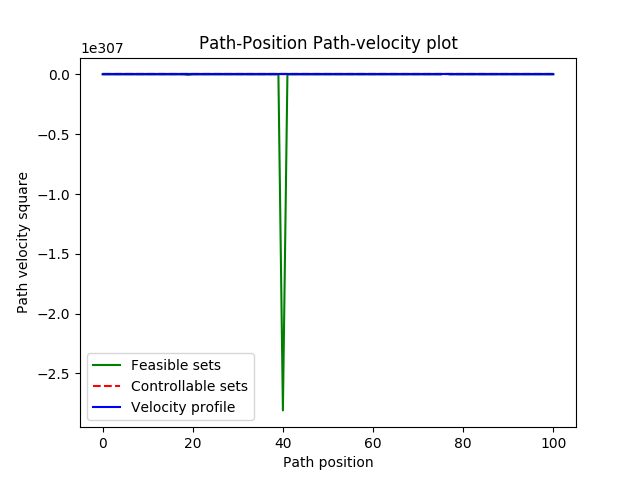 Path-Position Path-velocity plot
1e307
0.0
−0.5
−1.0
−1.5
−2.0
−2.5
Path velocity square
Feasible sets
Controllable sets
Velocity profile
0 20 40 60 80 100
Path position